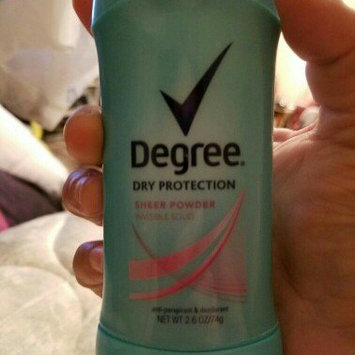 Degree®
DRY PROTECTION
SHEER POWDER
INVISIBLE SOLID
anti-perspirant & deodorant
NET WT 2.6 OZ/74g